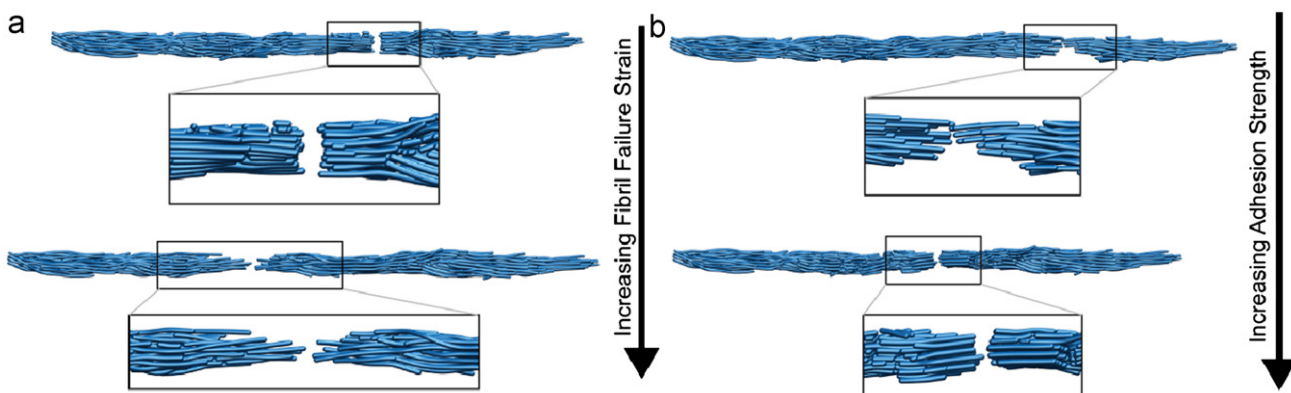 a
Increasing Fibril Failure Strain
b
Increasing Adhesion Strength